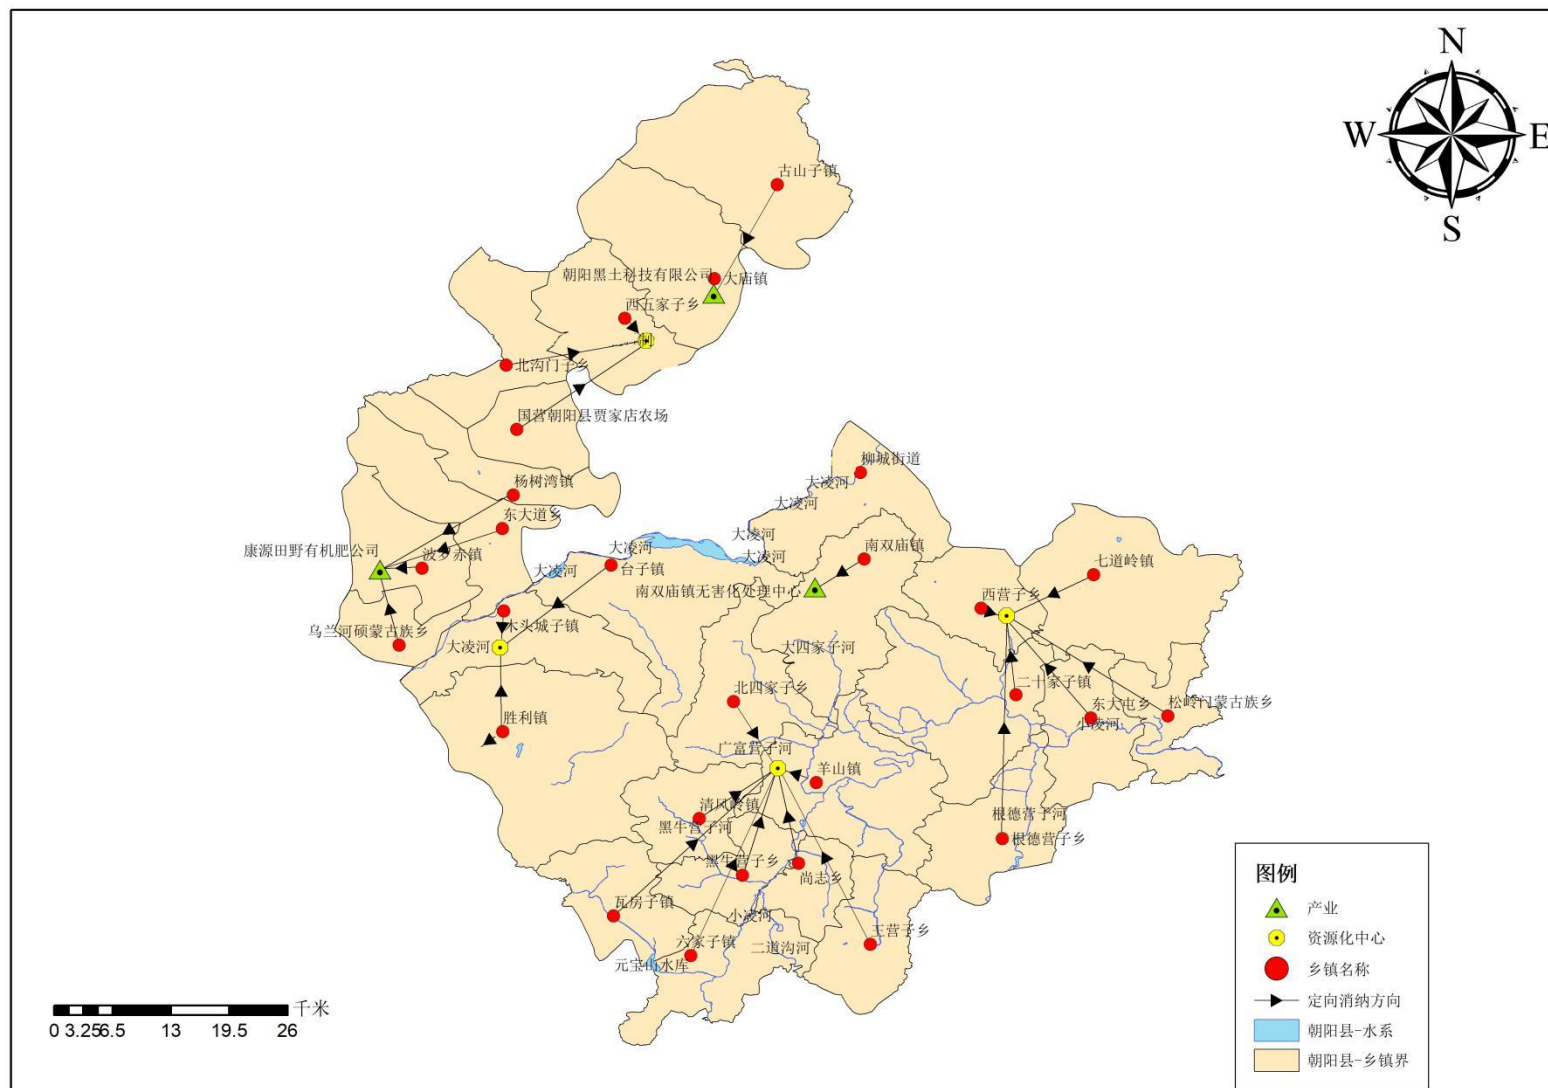 N
W
E
S
古山子镇
朝阳黑土科技有限公司
大庙镇
西五家子乡
北沟门子乡
国营朝阳县贾家店农场
柳城街道
大凌河
大凌河
杨树湾镇
东大道乡
大凌河
大凌河
南双庙镇
康源田野有机肥公司
波罗赤镇
大凌河
大凌河
台子镇
七道岭镇
南双庙镇无害化处理中心
西营子乡
乌兰河硕蒙古族乡
木头城子镇
大凌河
大四家子河
北四家子乡
二十家子镇
东大屯乡
松岭门蒙古族乡
小凌河
胜利镇
广富营子河
羊山镇
清风岭镇
黑牛营子河
根德营子河
根德营子乡
黑牛营子乡
尚志乡
瓦房子镇
小凌河
王营子乡
六家子镇
二道沟河
元宝山水库
图例
产业
资源化中心
乡镇名称
定向消纳方向
朝阳县-水系
朝阳县-乡镇界
千米
0 3.25 6.5 13 19.5 26